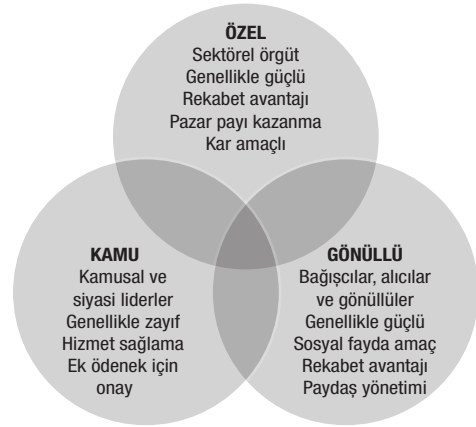 ÖZEL
Sektörel örgüt
Genellikle güçlü
Rekabet avantajı
Pazar payı kazanma
Kar amaçlı
KAMU
Kamusal ve
siyasi liderler
Genellikle zayıf
Hizmet sağlama
Ek ödenek için
onay
GÖNÜLLÜ
Bağışcılar, alıcılar
ve gönüllüler
Genellikle güçlü
Sosyal fayda amaç
Rekabet avantajı
Paydaş yönetimi